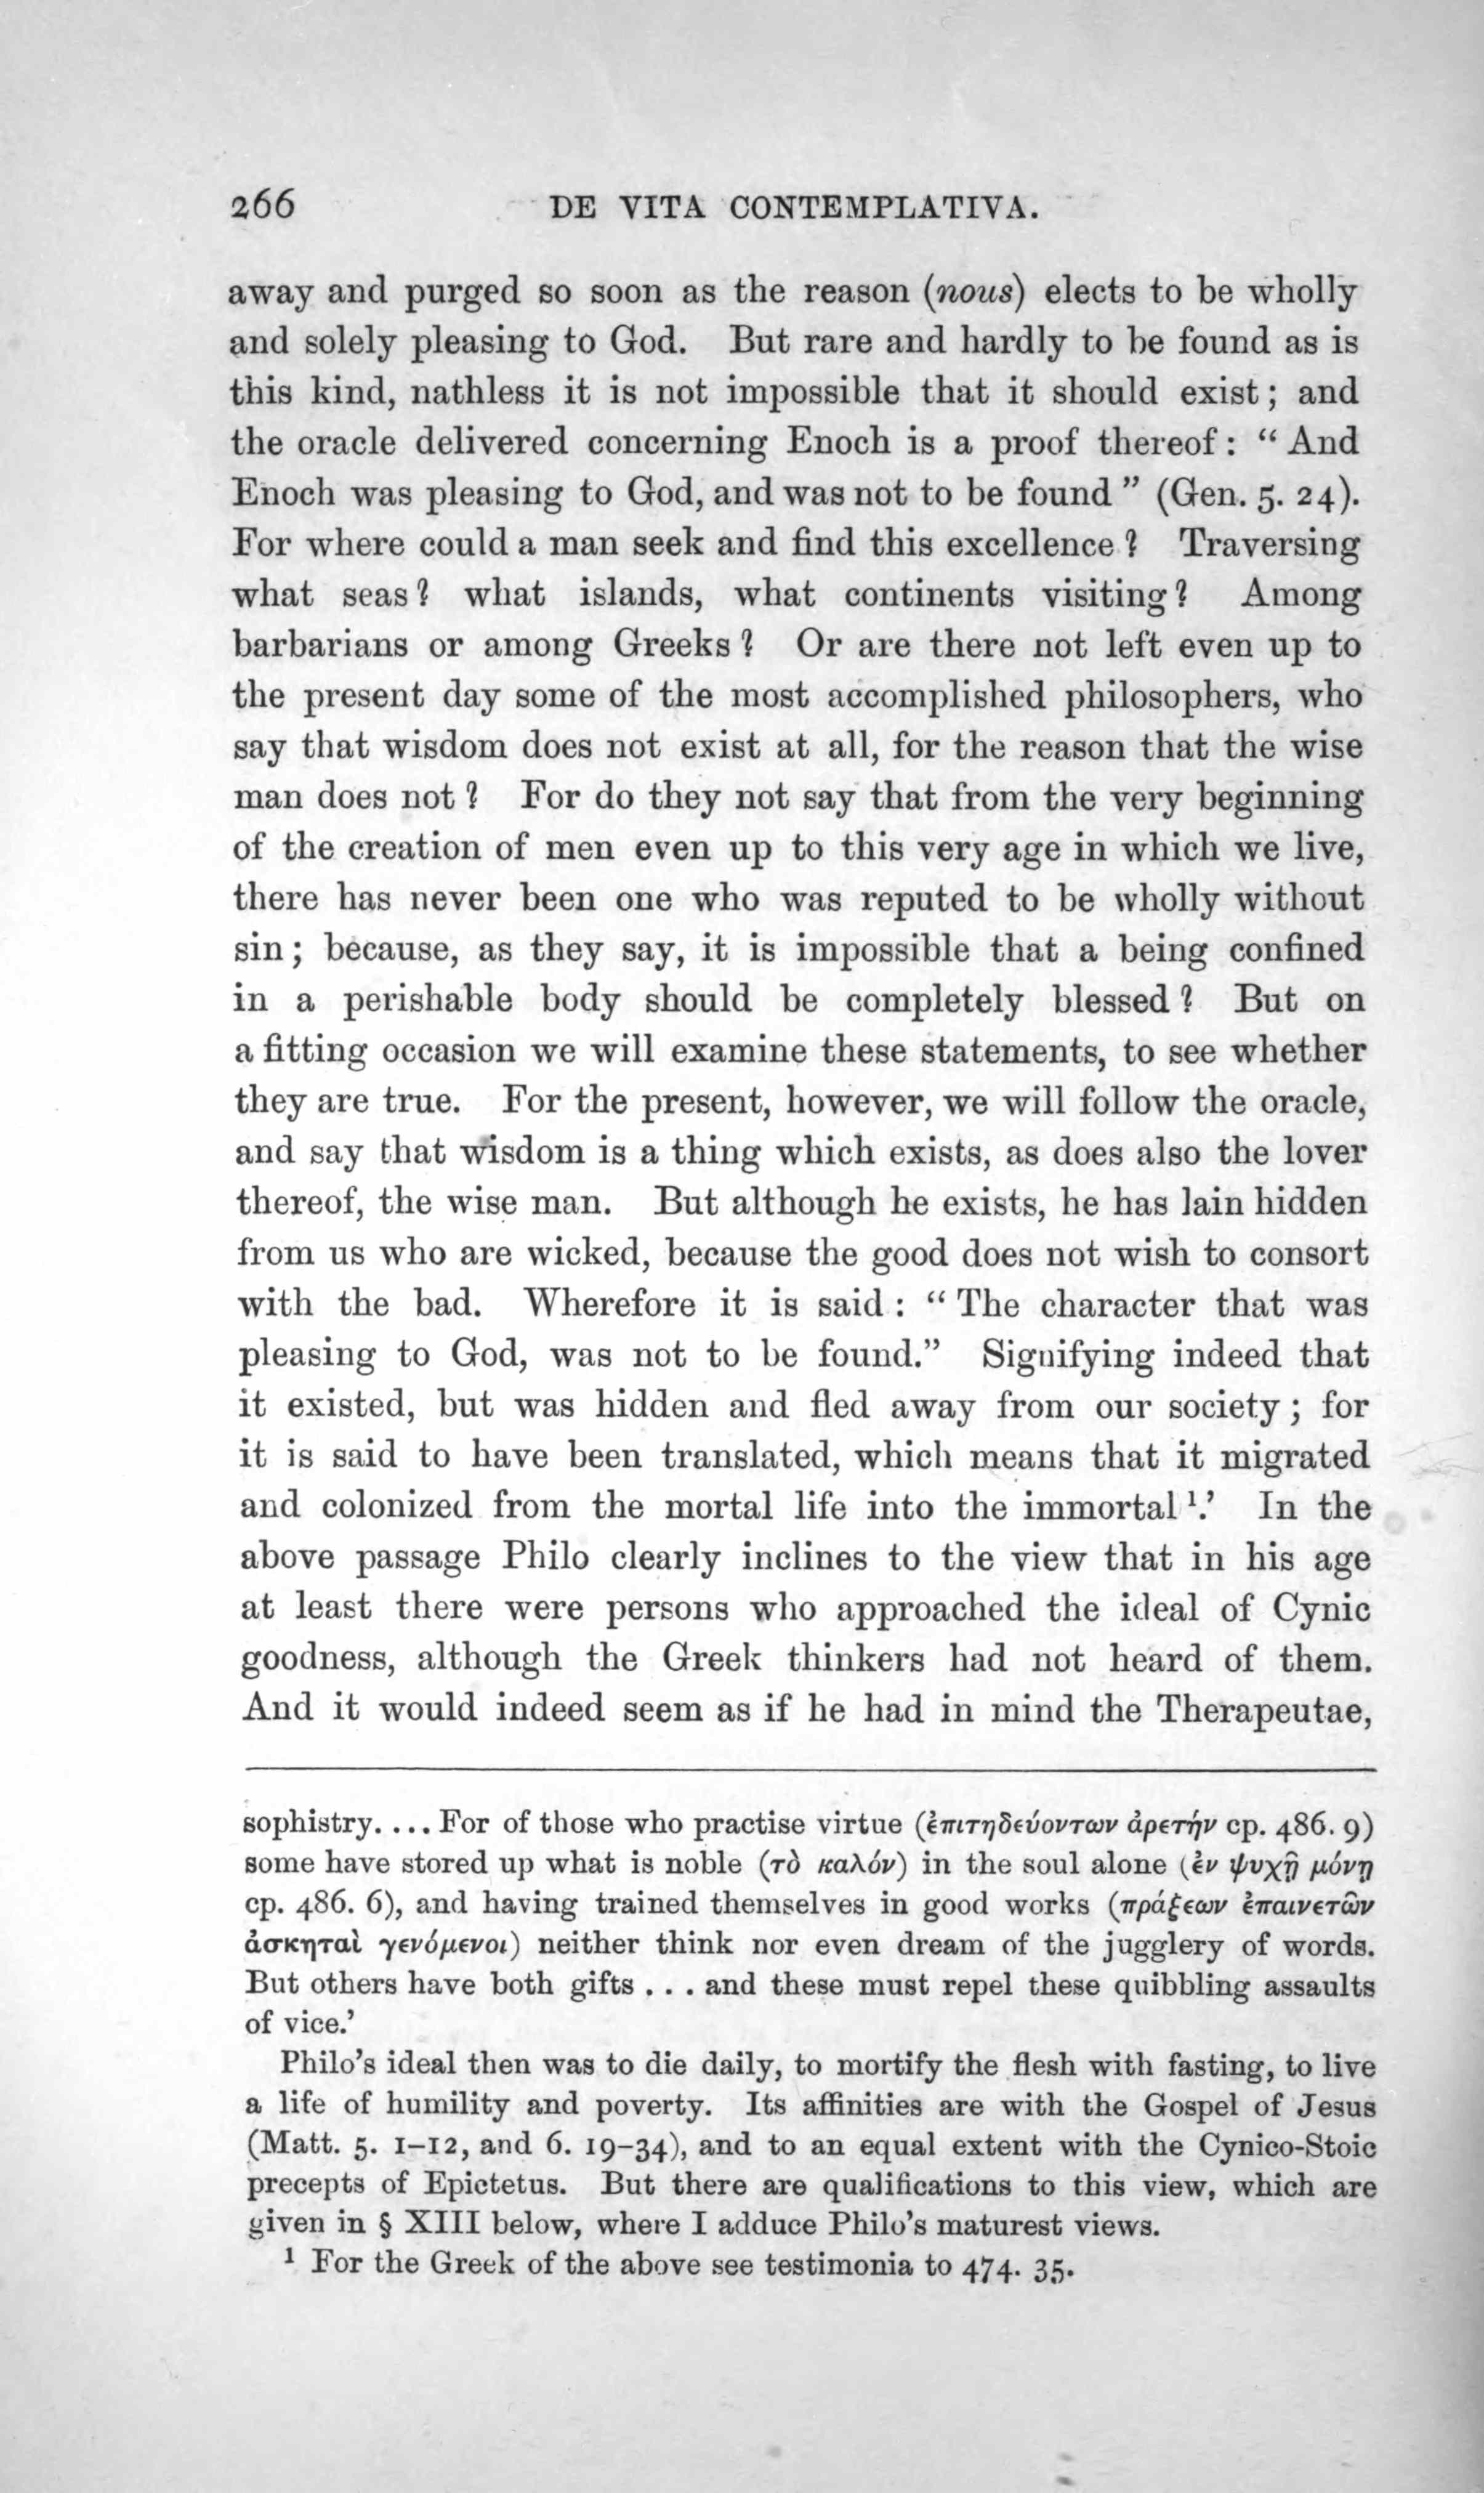 266 DE VITA CONTEMPLATIVA.
away and purged so soon as the reason (nous) elects to be wholly
and solely pleasing to God. But rare and hardly to be found as is
this kind, nathless it is not impossible that it should exist; and
the oracle delivered concerning Enoch is a proof thereof: “And
Enoch was pleasing to God, and was not to be found” (Gen. 5. 24).
For where could a man seek and find this excellence? Traversing
what seas? what islands, what continents visiting? Among
barbarians or among Greeks? Or are there not left even up to
the present day some of the most accomplished philosophers, who
say that wisdom does not exist at all, for the reason that the wise
man does not? For do they not say that from the very beginning
of the creation of men even up to this very age in which we live,
there has never been one who was reputed to be wholly without
sin; because, as they say, it is impossible that a being confined
in a perishable body should be completely blessed? But on
a fitting occasion we will examine these statements, to see whether
they are true. For the present, however, we will follow the oracle,
and say that wisdom is a thing which exists, as does also the lover
thereof, the wise man. But although he exists, he has lain hidden
from us who are wicked, because the good does not wish to consort
with the bad. Wherefore it is said: “The character that was
pleasing to God, was not to be found.” Signifying indeed that
it existed, but was hidden and fled away from our society; for
it is said to have been translated, which means that it migrated
and colonized from the mortal life into the immortal¹.’ In the
above passage Philo clearly inclines to the view that in his age
at least there were persons who approached the ideal of Cynic
goodness, although the Greek thinkers had not heard of them.
And it would indeed seem as if he had in mind the Therapeutae,
sophistry. ... For of those who practise virtue (ἐπιτηδεύοντων ἀρετήν cp. 486. 9)
some have stored up what is noble (τὸ καλόν) in the soul alone (ἐν ψυχῇ μόνῃ
cp. 486. 6), and having trained themselves in good works (πράξεων ἐπαινετῶν
ἀσκηταὶ γενόμενοι) neither think nor even dream of the jugglery of words.
But others have both gifts ... and these must repel these quibbling assaults
of vice.’
Philo’s ideal then was to die daily, to mortify the flesh with fasting, to live
a life of humility and poverty. Its affinities are with the Gospel of Jesus
(Matt. 5. 1–12, and 6. 19–34), and to an equal extent with the Cynico-Stoic
precepts of Epictetus. But there are qualifications to this view, which are
given in § XIII below, where I adduce Philo’s maturest views.
¹ For the Greek of the above see testimonia to 474. 35.